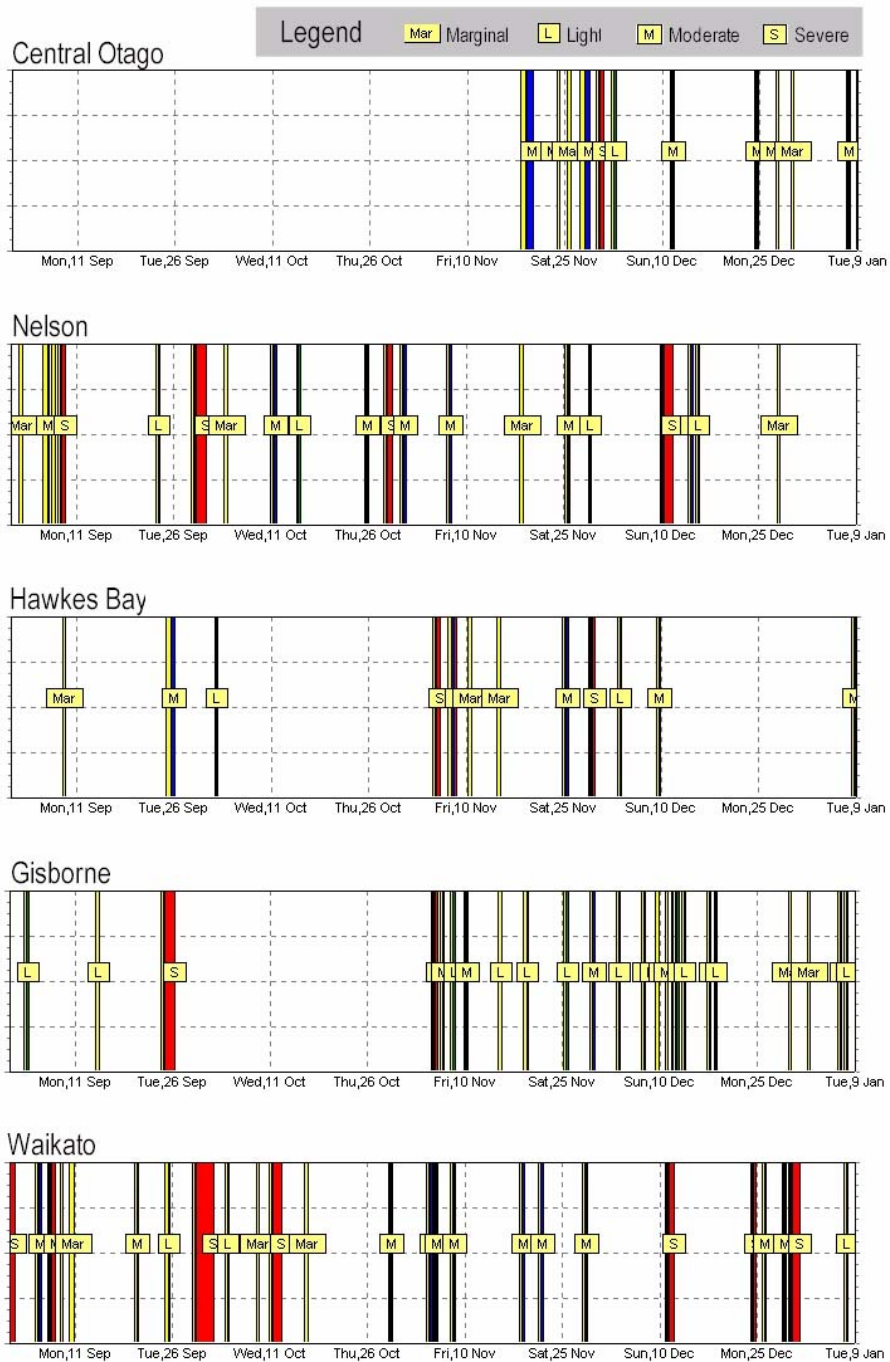 Legend Mar Marginal L Light M Moderate S Severe
Central Otago
M Ma M S L M M M Mar M
Mon,11 Sep Tue,26 Sep Wed,11 Oct Thu,26 Oct Fri,10 Nov Sat,25 Nov Sun,10 Dec Mon,25 Dec Tue,9 Jan
Nelson
Mar M S L S Mar M L M S M M Mar M L S L Mar
Mon,11 Sep Tue,26 Sep Wed,11 Oct Thu,26 Oct Fri,10 Nov Sat,25 Nov Sun,10 Dec Mon,25 Dec Tue,9 Jan
Hawkes Bay
Mar M L S Mar Mar M S L M M
Mon,11 Sep Tue,26 Sep Wed,11 Oct Thu,26 Oct Fri,10 Nov Sat,25 Nov Sun,10 Dec Mon,25 Dec Tue,9 Jan
Gisborne
L L S M L M L L L M L M L L Ma Mar L
Mon,11 Sep Tue,26 Sep Wed,11 Oct Thu,26 Oct Fri,10 Nov Sat,25 Nov Sun,10 Dec Mon,25 Dec Tue,9 Jan
Waikato
S M M Mar M L S L Mar S Mar M M M M M M S M M S L
Mon,11 Sep Tue,26 Sep Wed,11 Oct Thu,26 Oct Fri,10 Nov Sat,25 Nov Sun,10 Dec Mon,25 Dec Tue,9 Jan